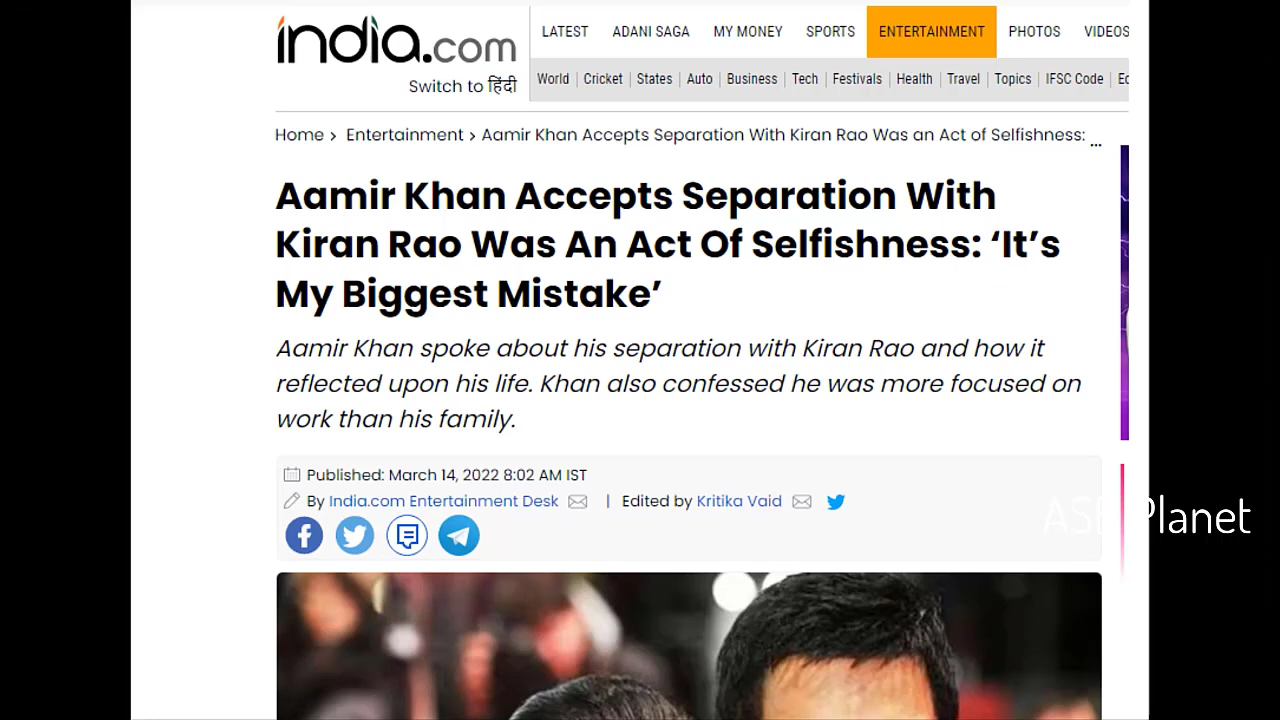 india.com
Switch to हिंदी
LATEST ADANI SAGA MY MONEY SPORTS ENTERTAINMENT PHOTOS VIDEOS
World Cricket States Auto Business Tech Festivals Health Travel Topics IFSC Code
Home > Entertainment > Aamir Khan Accepts Separation With Kiran Rao Was an Act of Selfishness: ...
Aamir Khan Accepts Separation With
Kiran Rao Was An Act Of Selfishness: ‘It’s
My Biggest Mistake’
Aamir Khan spoke about his separation with Kiran Rao and how it
reflected upon his life. Khan also confessed he was more focused on
work than his family.
Published: March 14, 2022 8:02 AM IST
By India.com Entertainment Desk | Edited by Kritika Vaid
Planet